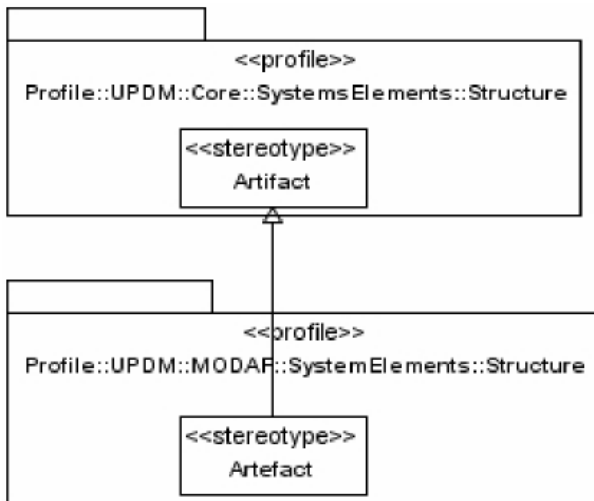 <<profile>>
Profile::UPDM::Core::SystemsElements::Structure
<<stereotype>>
Artifact
<<profile>>
Profile::UPDM::MODAF::SystemElements::Structure
<<stereotype>>
Artefact